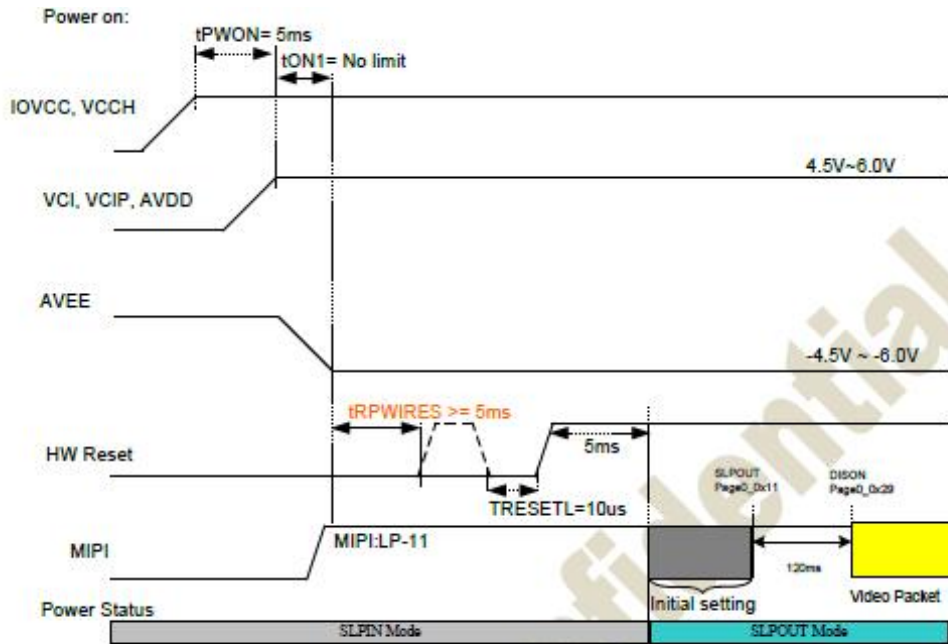 Power on:
tPWON= 5ms
tON1= No limit
IOVCC, VCCH
4.5V~6.0V
VCI, VCIP, AVDD
AVEE
-4.5V ~ -6.0V
tRPWIRES >= 5ms
HW Reset
5ms
SLPOUT
Page0_0x11
DISON
Page0_0x29
TRESETL=10us
MIPI
MIPI:LP-11
120ms
Initial setting
Video Packet
Power Status
SLPIN Mode
SLPOUT Mode
fidential